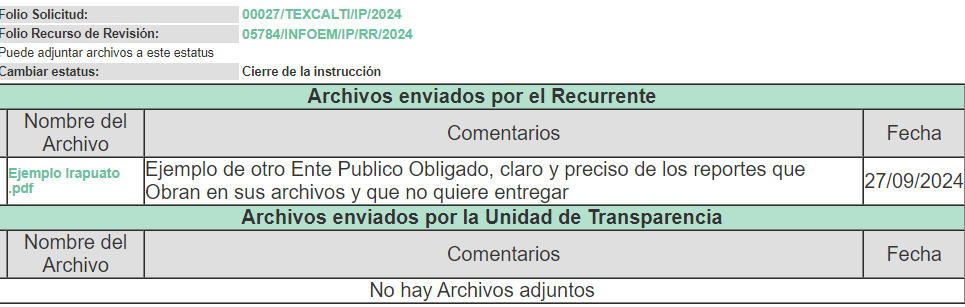 Folio Solicitud: 00027/TEXCALTI/IP/2024
Folio Recurso de Revisión: 05784/INFOEM/IP/RR/2024
Puede adjuntar archivos a este estatus
Cambiar estatus: Cierre de la instrucción
Archivos enviados por el Recurrente
Nombre del Archivo Comentarios Fecha
Ejemplo Irapuato .pdf Ejemplo de otro Ente Publico Obligado, claro y preciso de los reportes que Obran en sus archivos y que no quiere entregar 27/09/2024
Archivos enviados por la Unidad de Transparencia
Nombre del Archivo Comentarios Fecha
No hay Archivos adjuntos